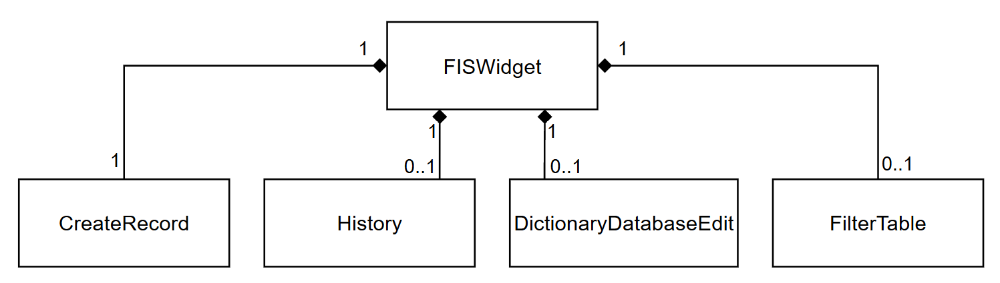 1
1
FISWidget
1
1
1
0..1
0..1
0..1
CreateRecord
History
DictionaryDatabaseEdit
FilterTable